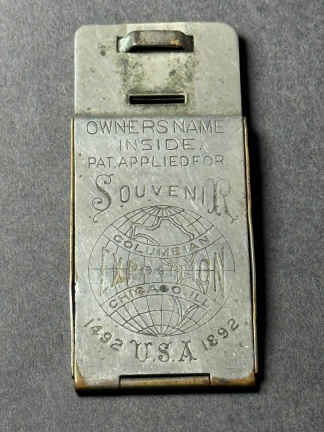 OWNERS NAME
INSIDE.
PAT. APPLIED FOR
SOUVENIR
COLUMBIAN
EXPOSITION
CHICAGO. ILL
1492 U.S.A 1892